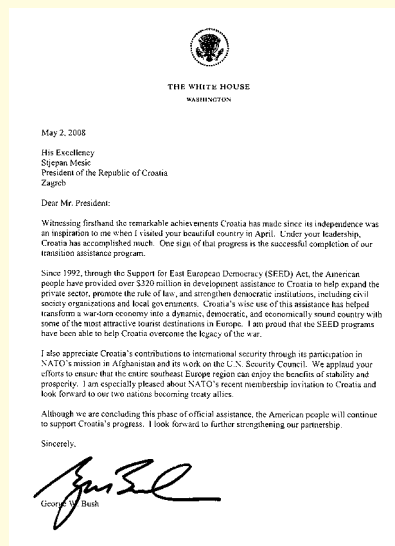 THE WHITE HOUSE
WASHINGTON
May 2, 2008
His Excellency
Stjepan Mesic
President of the Republic of Croatia
Zagreb
Dear Mr. President:
Witnessing firsthand the remarkable achievements Croatia has made since its independence was
an inspiration to me when I visited your beautiful country in April. Under your leadership,
Croatia has accomplished much. One sign of that progress is the successful completion of our
transition assistance program.
Since 1992, through the Support for East European Democracy (SEED) Act, the American
people have provided over $320 million in development assistance to Croatia to help expand the
private sector, promote the rule of law, and strengthen democratic institutions, including civil
society organizations and local governments. Croatia's wise use of this assistance has helped
transform a war-torn economy into a dynamic, democratic, and economically sound country with
some of the most attractive tourist destinations in Europe. I am proud that the SEED programs
have been able to help Croatia overcome the legacy of the war.
I also appreciate Croatia's contributions to international security through its participation in
NATO's mission in Afghanistan and its work on the U.N. Security Council. We applaud your
efforts to ensure that the entire southeast Europe region can enjoy the benefits of stability and
prosperity. I am especially pleased about NATO's recent membership invitation to Croatia and
look forward to our two nations becoming treaty allies.
Although we are concluding this phase of official assistance, the American people will continue
to support Croatia's progress. I look forward to further strengthening our partnership.
Sincerely,
George W. Bush